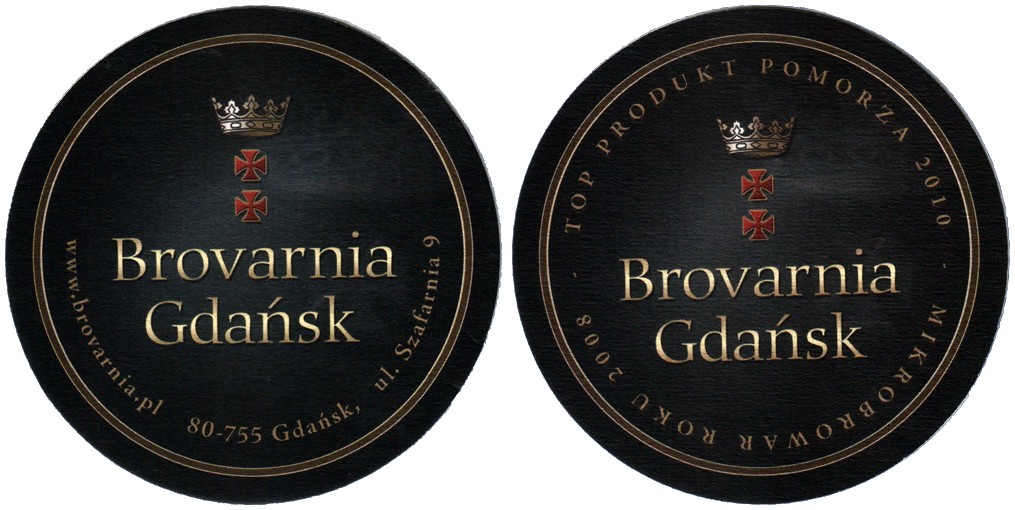 Brovarnia
Gdańsk
www.brovarnia.pl
80-755 Gdańsk, ul. Szafarnia 9
- TOP PRODUKT POMORZA 2010 -
Brovarnia
Gdańsk
MIKROBROWAR ROKU 2008